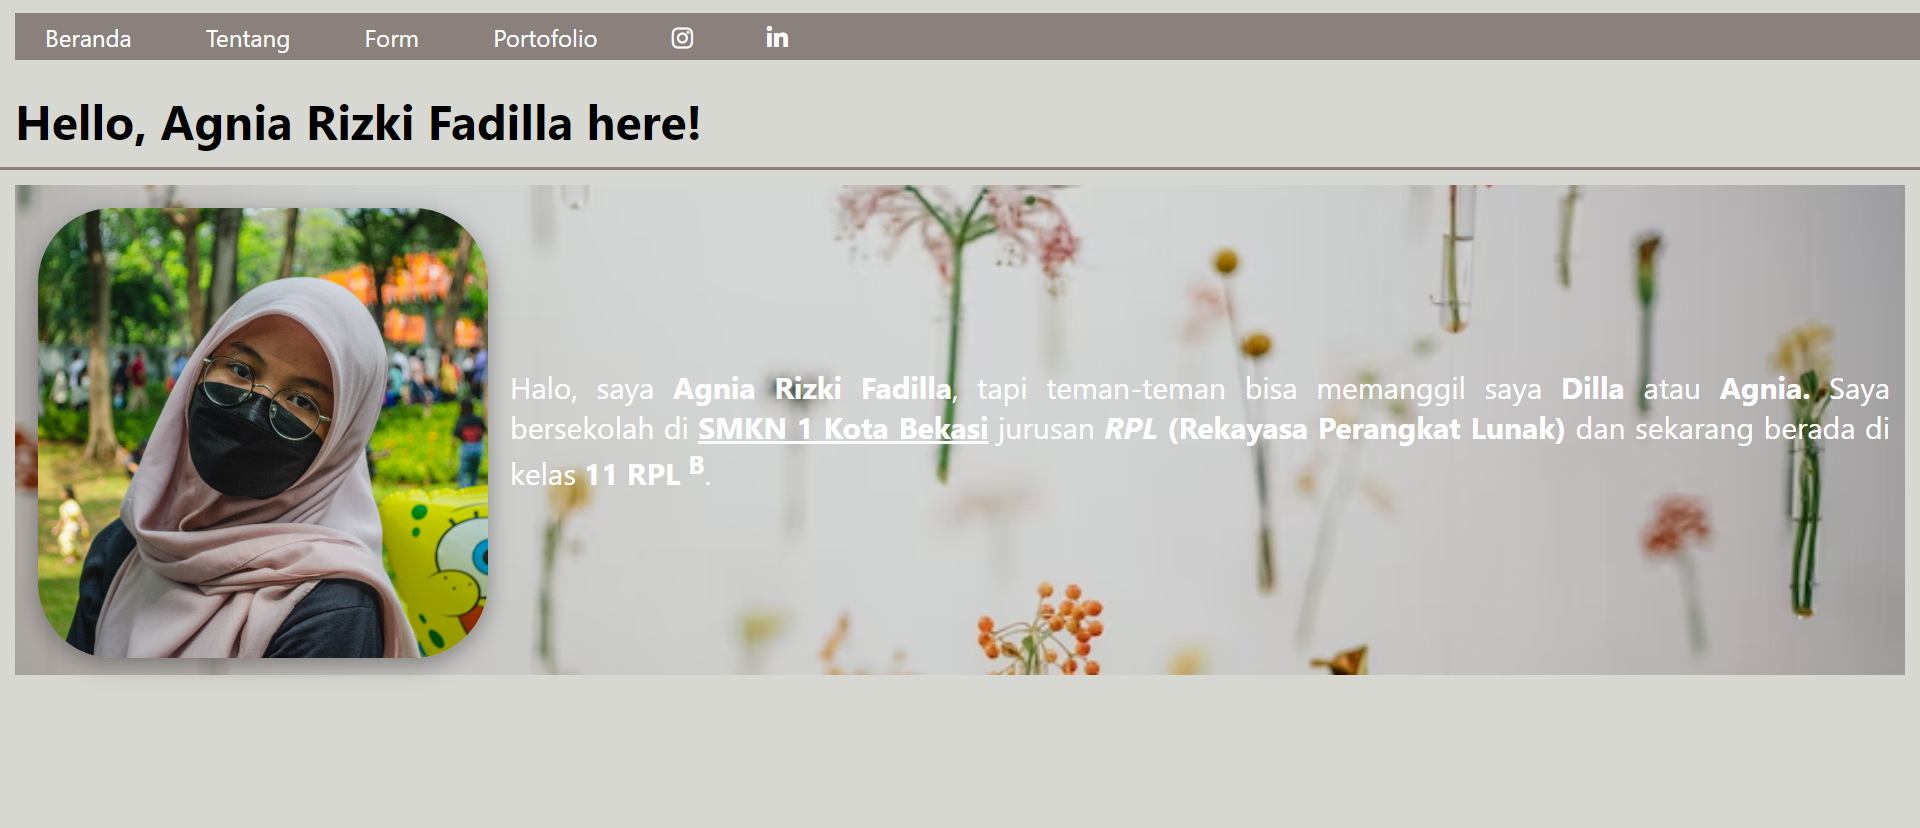 Beranda Tentang Form Portofolio in
Hello, Agnia Rizki Fadilla here!
Halo, saya Agnia Rizki Fadilla, tapi teman-teman bisa memanggil saya Dilla atau Agnia. Saya
bersekolah di SMKN 1 Kota Bekasi jurusan RPL (Rekayasa Perangkat Lunak) dan sekarang berada di
kelas 11 RPL B.